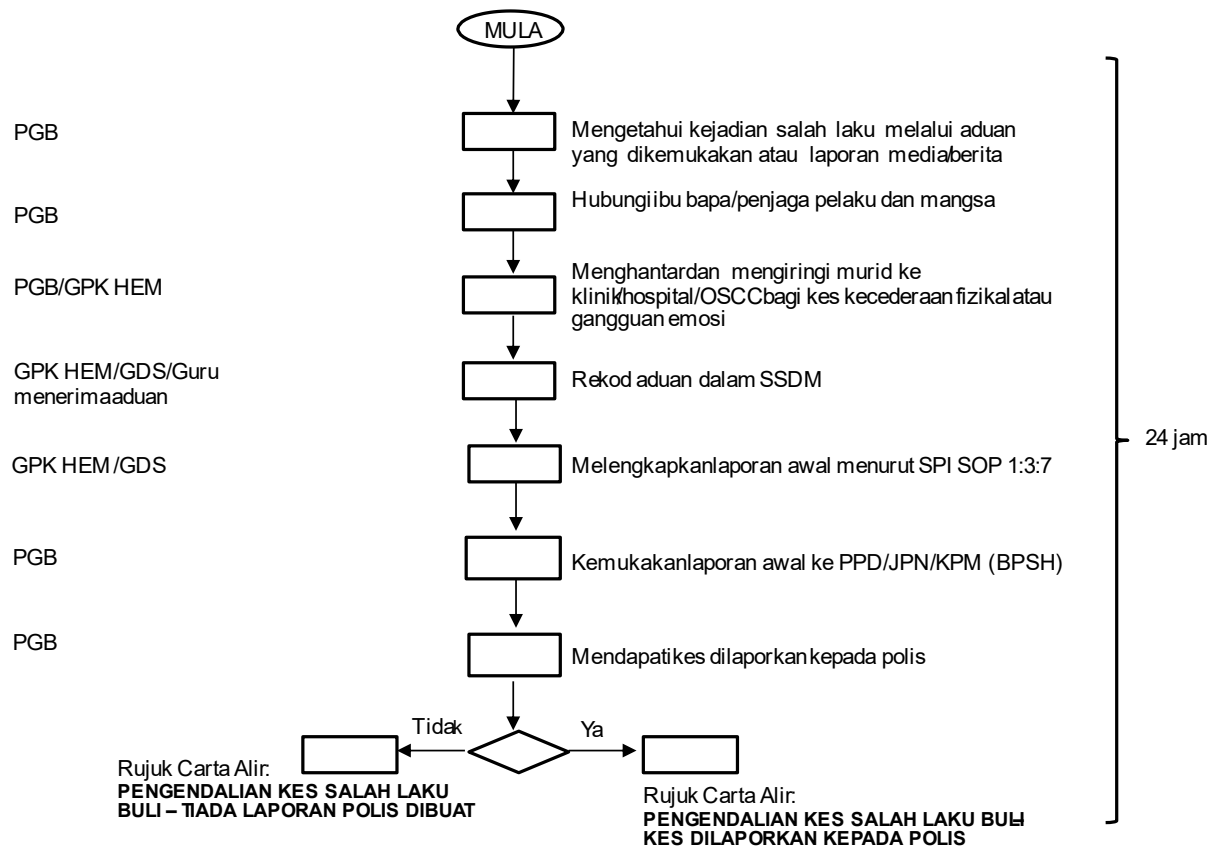 MULA
PGB
Mengetahui kejadian salah laku melalui aduan
yang dikemukakan atau laporan media/berita
PGB
Hubungi ibu bapa/penjaga pelaku dan mangsa
PGB/GPK HEM
Menghantar dan mengiringi murid ke
klinik/hospital/OSCC bagi kes kecederaan fizikal atau
gangguan emosi
GPK HEM/GDS/Guru
menerima aduan
Rekod aduan dalam SSDM
GPK HEM/GDS
Melengkapkan laporan awal menurut SPI SOP 1:3:7
24 jam
PGB
Kemukakan laporan awal ke PPD/JPN/KPM (BPSH)
PGB
Mendapati kes dilaporkan kepada polis
Tidak
Ya
Rujuk Carta Alir:
PENGENDALIAN KES SALAH LAKU
BULI – TIADA LAPORAN POLIS DIBUAT
Rujuk Carta Alir:
PENGENDALIAN KES SALAH LAKU BULI-
KES DILAPORKAN KEPADA POLIS